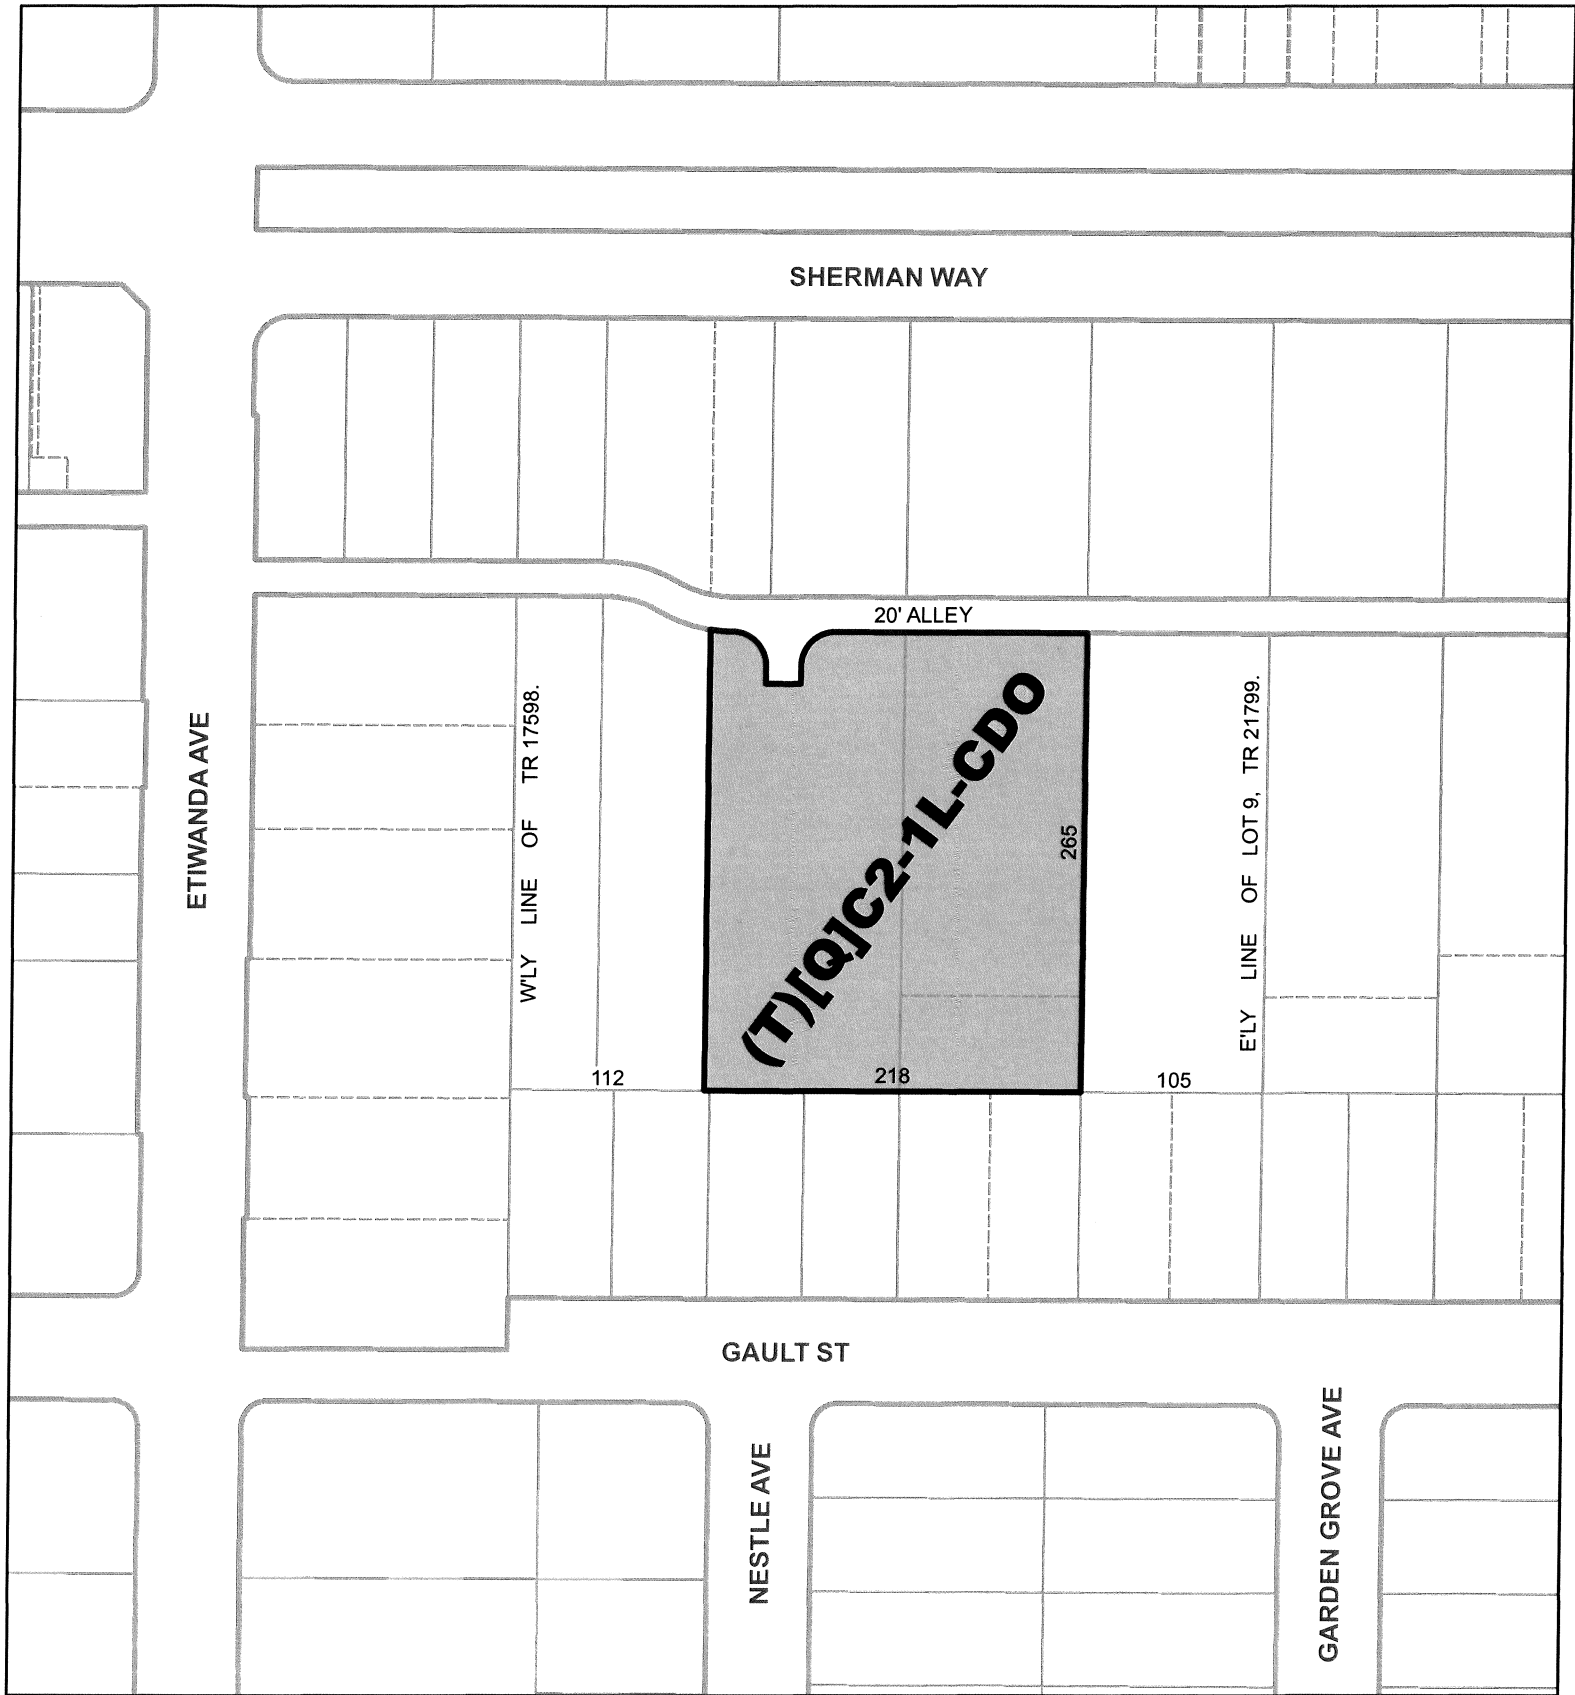 SHERMAN WAY
20' ALLEY
ETIWANDA AVE
W'LY LINE OF TR 17598.
(T)[Q]C2-1L-CDO
265
E'LY LINE OF LOT 9, TR 21799.
112
218
105
GAULT ST
NESTLE AVE
GARDEN GROVE AVE